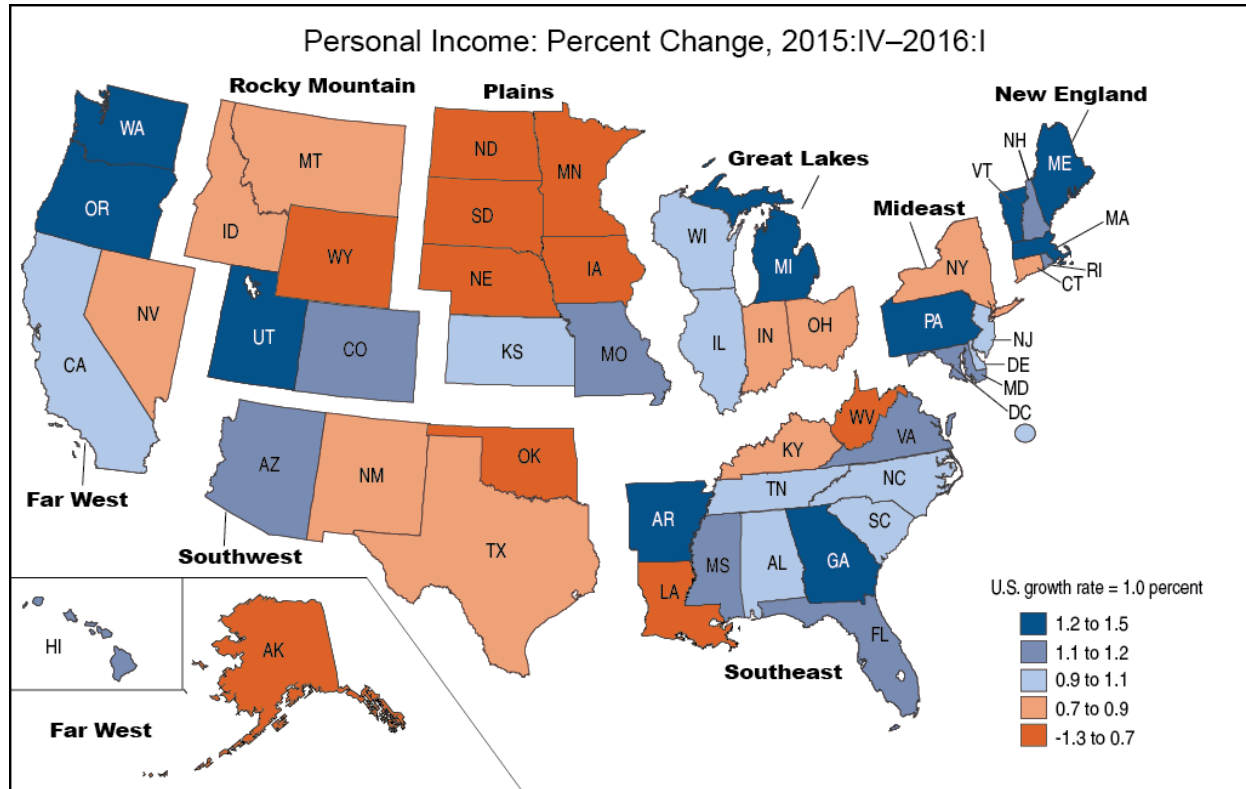 Personal Income: Percent Change, 2015:IV–2016:I
Rocky Mountain
Plains
New England
Great Lakes
Mideast
WA
OR
CA
NV
ID
MT
WY
UT
CO
ND
SD
NE
KS
MN
IA
MO
WI
IL
MI
IN
OH
NH
VT
ME
MA
RI
CT
NY
PA
NJ
DE
MD
DC
Far West
AZ
NM
OK
TX
Southwest
WV
VA
KY
TN
NC
SC
AR
LA
MS
AL
GA
FL
Southeast
HI
AK
Far West
U.S. growth rate = 1.0 percent
1.2 to 1.5
1.1 to 1.2
0.9 to 1.1
0.7 to 0.9
-1.3 to 0.7